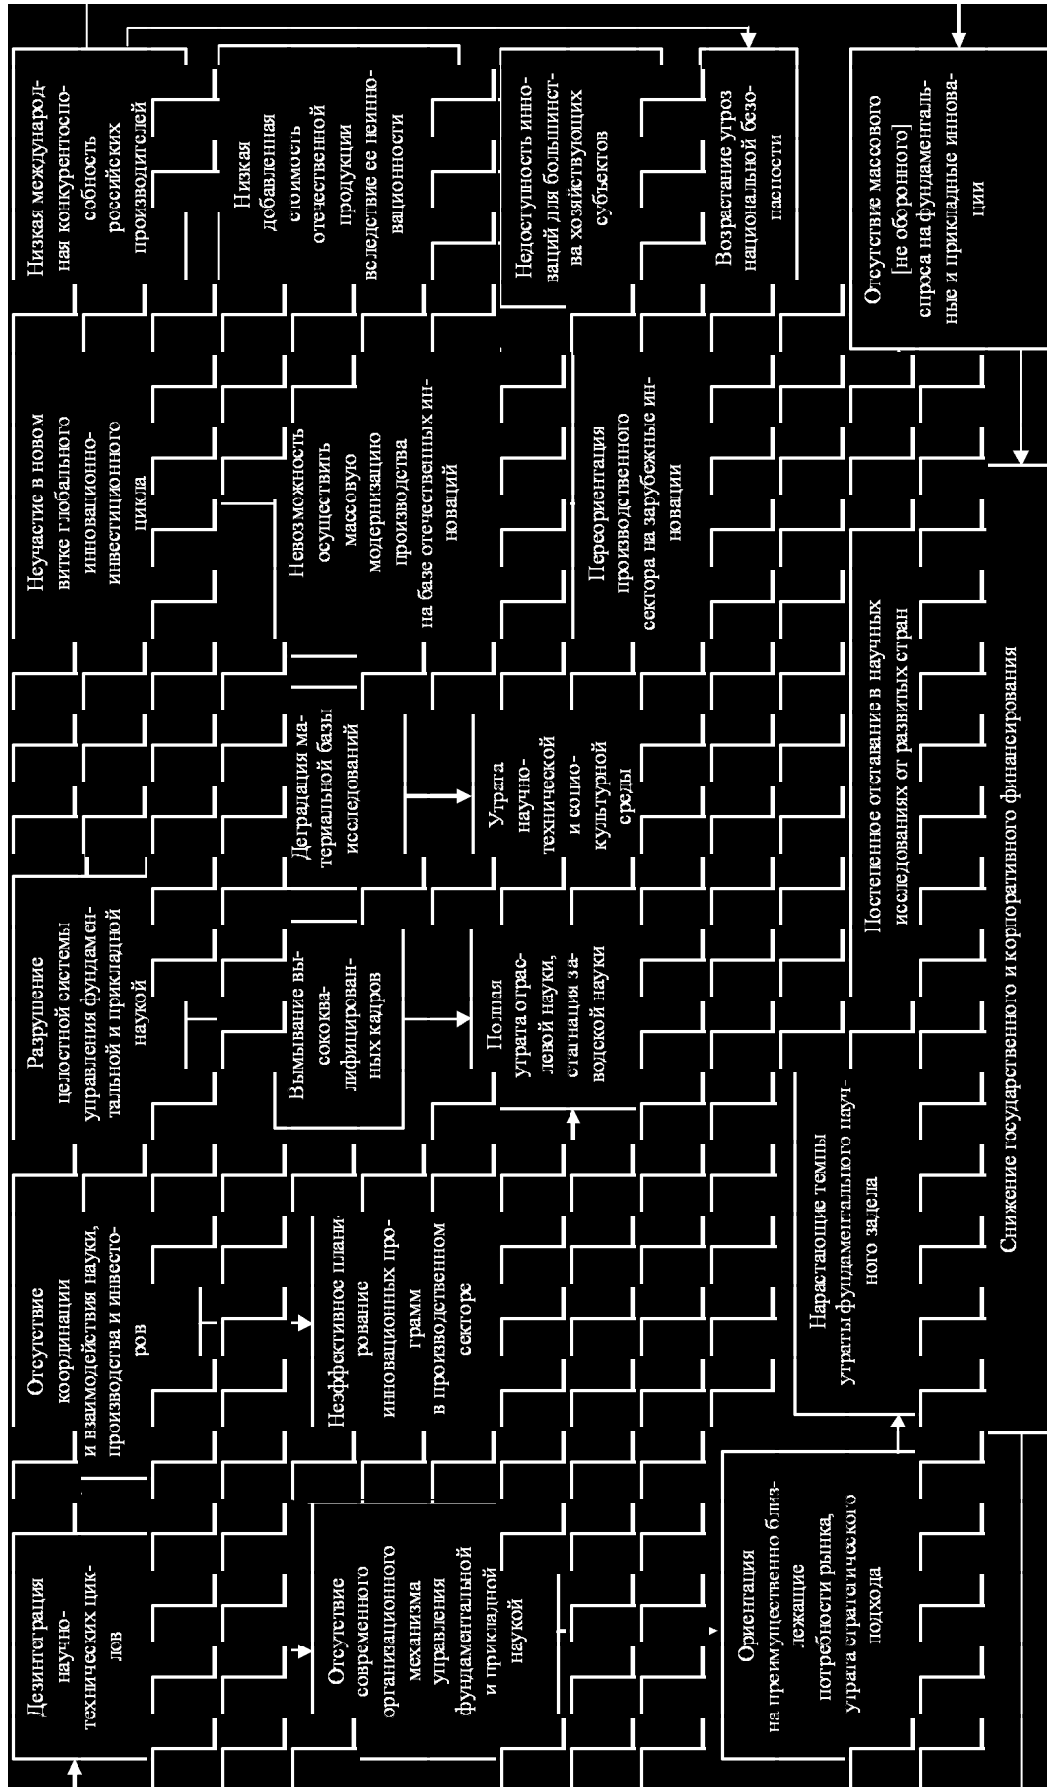 Дезинтеграция
научно-
технических цик-
лов
Отсутствие
координации
и взаимодействия науки,
производства и инвесто-
ров
Разрушение
целостной системы
управления фундамен-
тальной и прикладной
наукой
Неучастие в новом
витке глобального
инновационно-
инвестиционного
цикла
Низкая международ-
ная конкурентоспо-
собность
российских
производителей
Отсутствие
современного
организационного
механизма
управления
фундаментальной
и прикладной
наукой
Неэффективное плани
рование
инновационных про-
грамм
в производственном
секторе
Вымывание вы-
сококва-
лифицирован-
ных кадров
Деградация ма-
териальной базы
исследований
Невозможность
осуществить
массовую
модернизацию
производства
на базе отечественных ин-
новаций
Низкая
добавленная
стоимость
отечественной
продукции
вследствие ее неинно-
вационности
Полная
утрата отрас-
левой науки,
стагнация за-
водской науки
Утрата
научно-
технической
и социо-
культурной
среды
Переориентация
производственного
сектора на зарубежные ин-
новации
Недоступность инно-
ваций для большинст-
ва хозяйствующих
субъектов
Ориентация
на преимущественно близ-
лежащие
потребности рынка,
утрата стратегического
подхода
Нарастающие темпы
утраты фундаментального науч-
ного задела
Постепенное отставание в научных
исследованиях от развитых стран
Возрастание угроз
национальной безо-
пасности
Отсутствие массового
[не оборонного]
спроса на фундаменталь-
ные и прикладные иннова-
ции
Снижение государственного и корпоративного финансирования